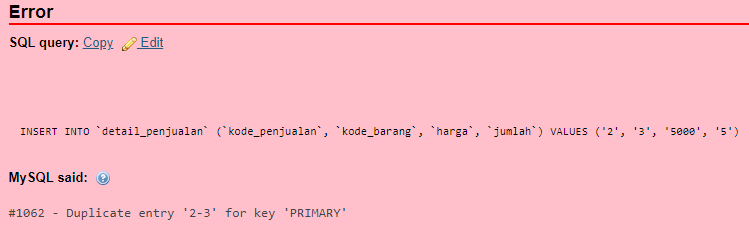 Error
SQL query: Copy Edit
INSERT INTO `detail_penjualan` (`kode_penjualan`, `kode_barang`, `harga`, `jumlah`) VALUES ('2', '3', '5000', '5')
MySQL said:
#1062 - Duplicate entry '2-3' for key 'PRIMARY'